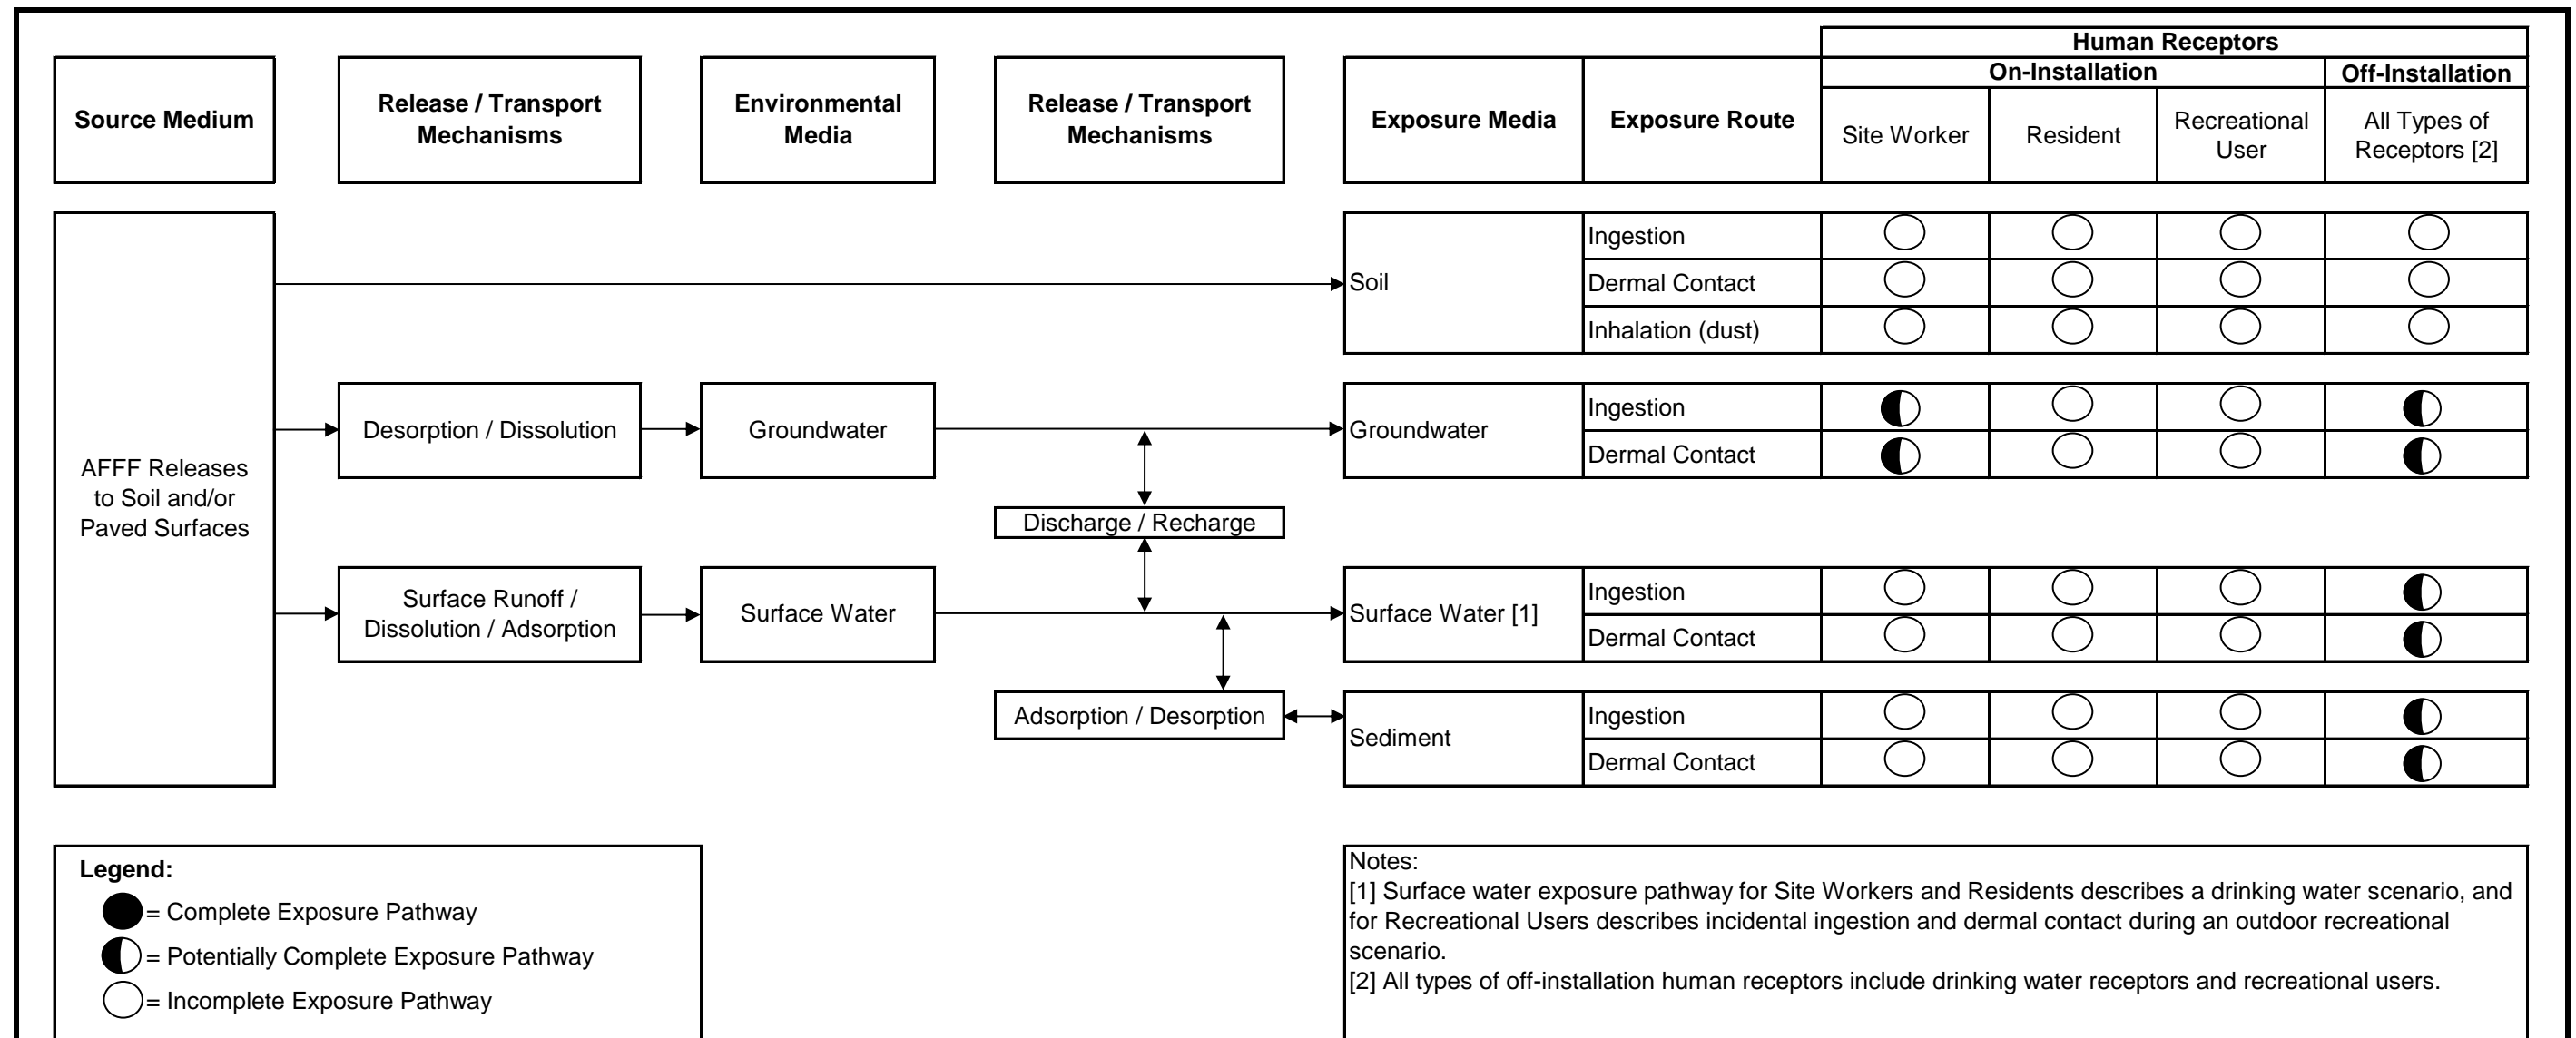 Human Receptors
On-Installation
Off-Installation
Source Medium
Release / Transport
Mechanisms
Environmental
Media
Release / Transport
Mechanisms
Exposure Media
Exposure Route
Site Worker
Resident
Recreational
User
All Types of
Receptors [2]
AFFF Releases
to Soil and/or
Paved Surfaces
Soil
Ingestion
Dermal Contact
Inhalation (dust)
Desorption / Dissolution
Groundwater
Groundwater
Ingestion
Dermal Contact
Discharge / Recharge
Surface Runoff /
Dissolution / Adsorption
Surface Water
Surface Water [1]
Ingestion
Dermal Contact
Adsorption / Desorption
Sediment
Ingestion
Dermal Contact
Legend:
= Complete Exposure Pathway
= Potentially Complete Exposure Pathway
= Incomplete Exposure Pathway
Notes:
[1] Surface water exposure pathway for Site Workers and Residents describes a drinking water scenario, and
for Recreational Users describes incidental ingestion and dermal contact during an outdoor recreational
scenario.
[2] All types of off-installation human receptors include drinking water receptors and recreational users.